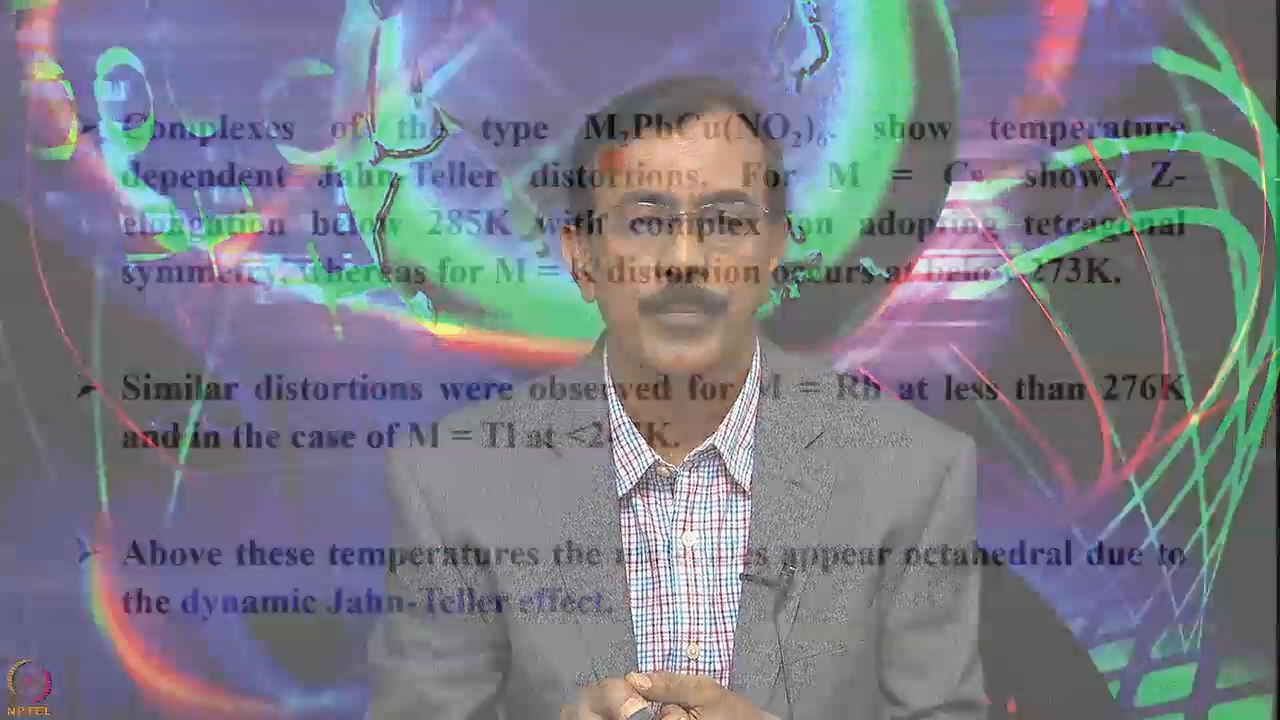 Complexes of the type M₂PbCu(NO₂)₆ show temperature
dependent Jahn-Teller distortions. For M = Cs shows Z-
elongation below 285K with complex ion adopting tetragonal
symmetry, whereas for M = K distortion occurs at 273K.
Similar distortions were observed for M = Rb at less than 276K
and in the case of M = Tl at
Above these temperatures the appear octahedral due to
the dynamic Jahn-Teller effect.
NPTEL